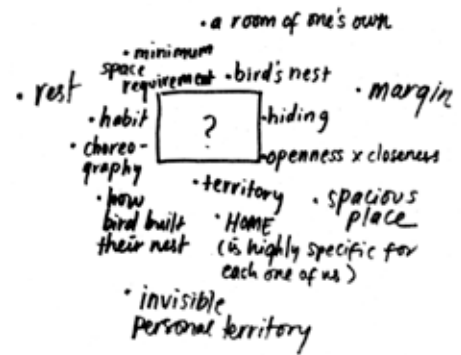 • a room of one's own
• minimum
space
requirement
• bird's nest
• rest
• margin
• habit
?
• hiding
• choreo-
graphy
• openness x closeness
• territory
• how
bird built
their nest
• HOME
(is highly specific for
each one of us)
• spacious
place
• invisible
personal territory